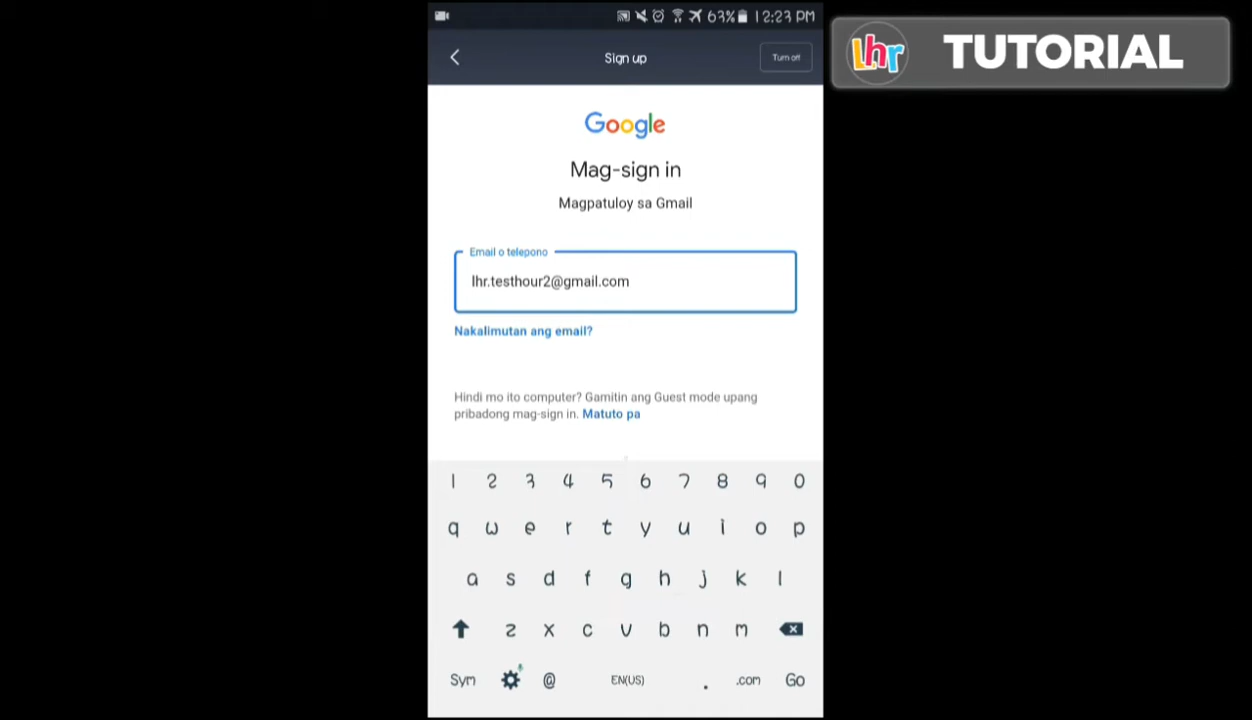 63% 12:23 PM
lhr TUTORIAL
Sign up
Turn off
Google
Mag-sign in
Magpatuloy sa Gmail
Email o telepono
lhr.testhour2@gmail.com
Nakalimutan ang email?
Hindi mo ito computer? Gamitin ang Guest mode upang
pribadong mag-sign in. Matuto pa
1 2 3 4 5 6 7 8 9 0
q w e r t y u i o p
a s d f g h j k l
z x c v b n m
Sym @ EN(US) . .com Go